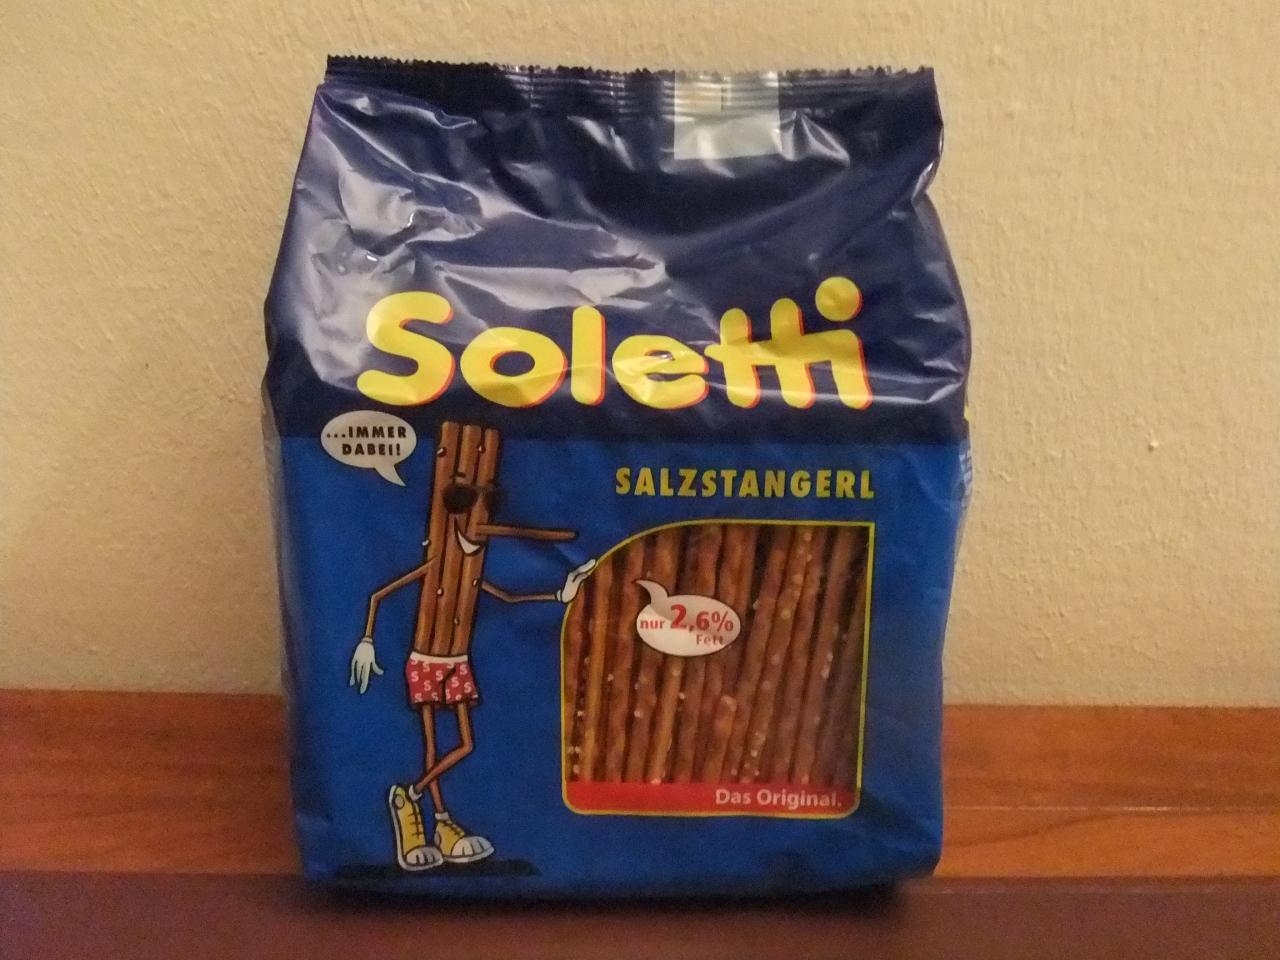 Soletti
...IMMER
DABEI!
SALZSTANGERL
nur 2,6%
Fett
Das Original.